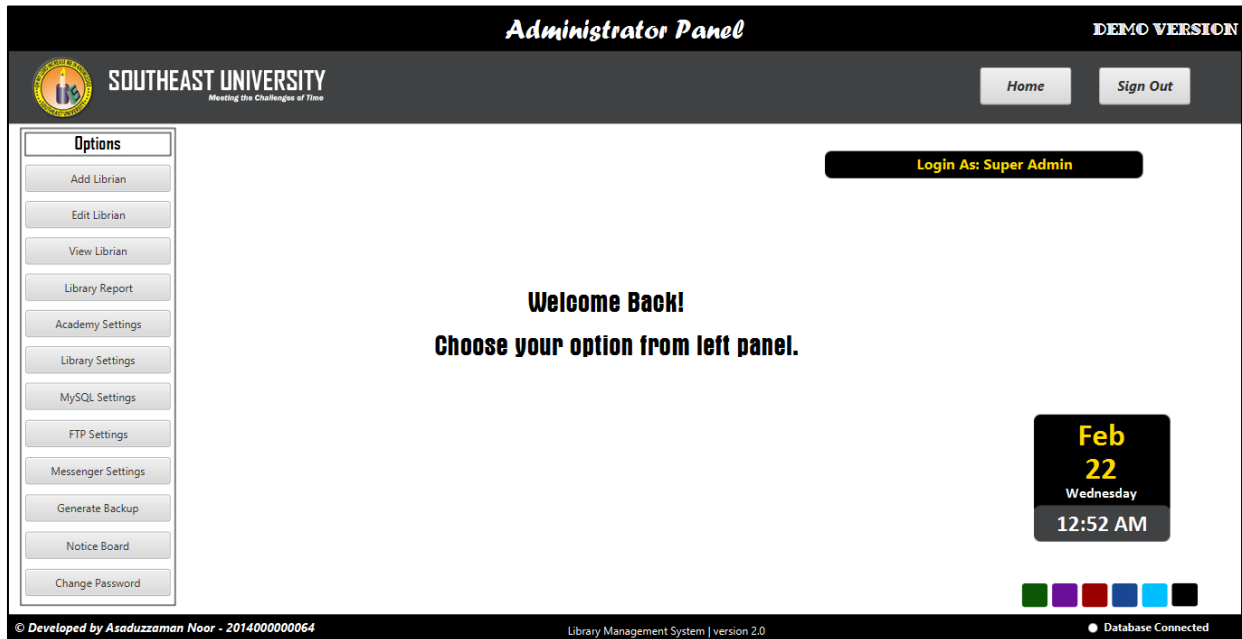 Administrator Panel
DEMO VERSION
SOUTHEAST UNIVERSITY
Meeting the Challenges of Time
Home
Sign Out
Options
Add Librian
Edit Librian
View Librian
Library Report
Academy Settings
Library Settings
MySQL Settings
FTP Settings
Messenger Settings
Generate Backup
Notice Board
Change Password
Login As: Super Admin
Welcome Back!
Choose your option from left panel.
Feb
22
Wednesday
12:52 AM
© Developed by Asaduzzaman Noor - 2014000000064
Library Management System | version 2.0
Database Connected